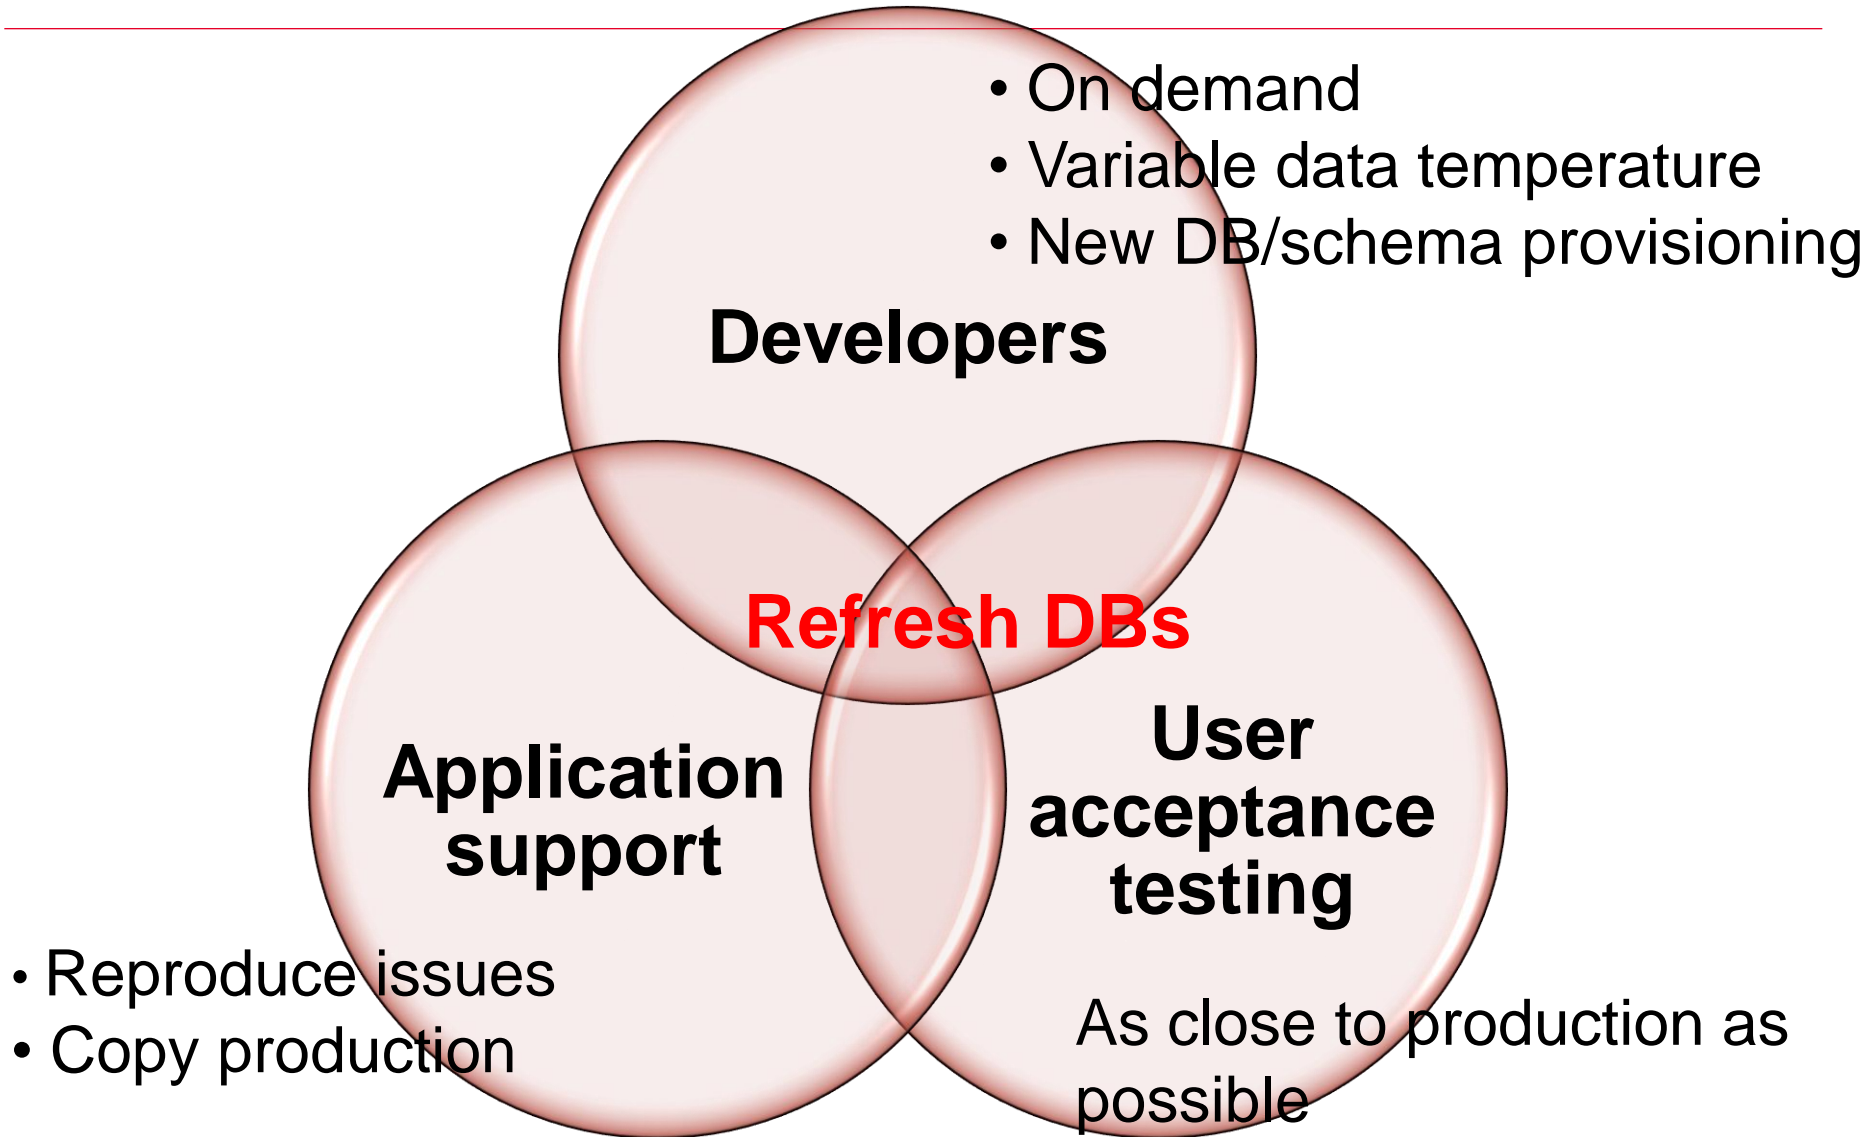 • On demand
• Variable data temperature
• New DB/schema provisioning
Developers
Refresh DBs
Application
support
User
acceptance
testing
• Reproduce issues
• Copy production
As close to production as
possible